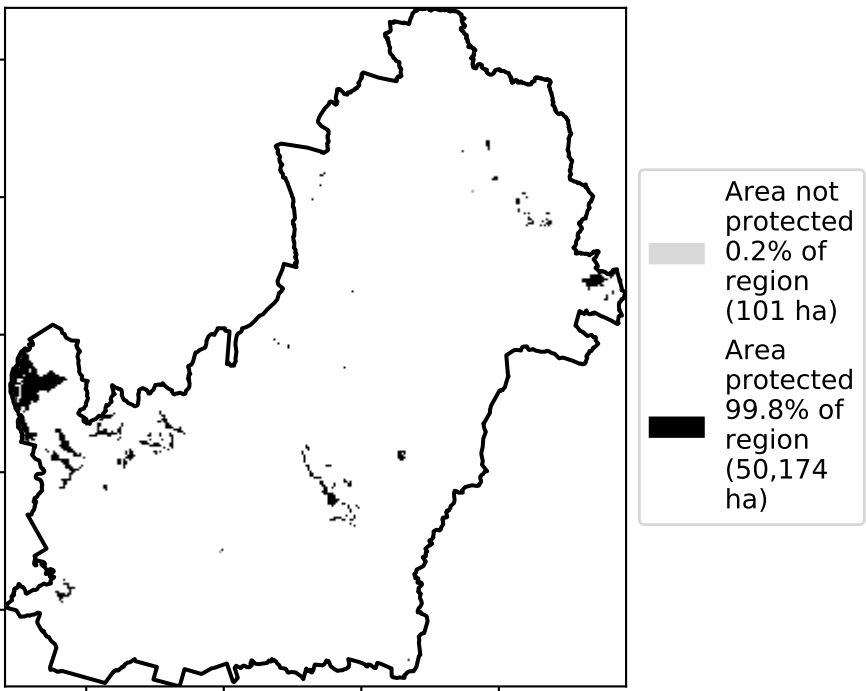 Area not
protected
0.2% of
region
(101 ha)
Area
protected
99.8% of
region
(50,174
ha)